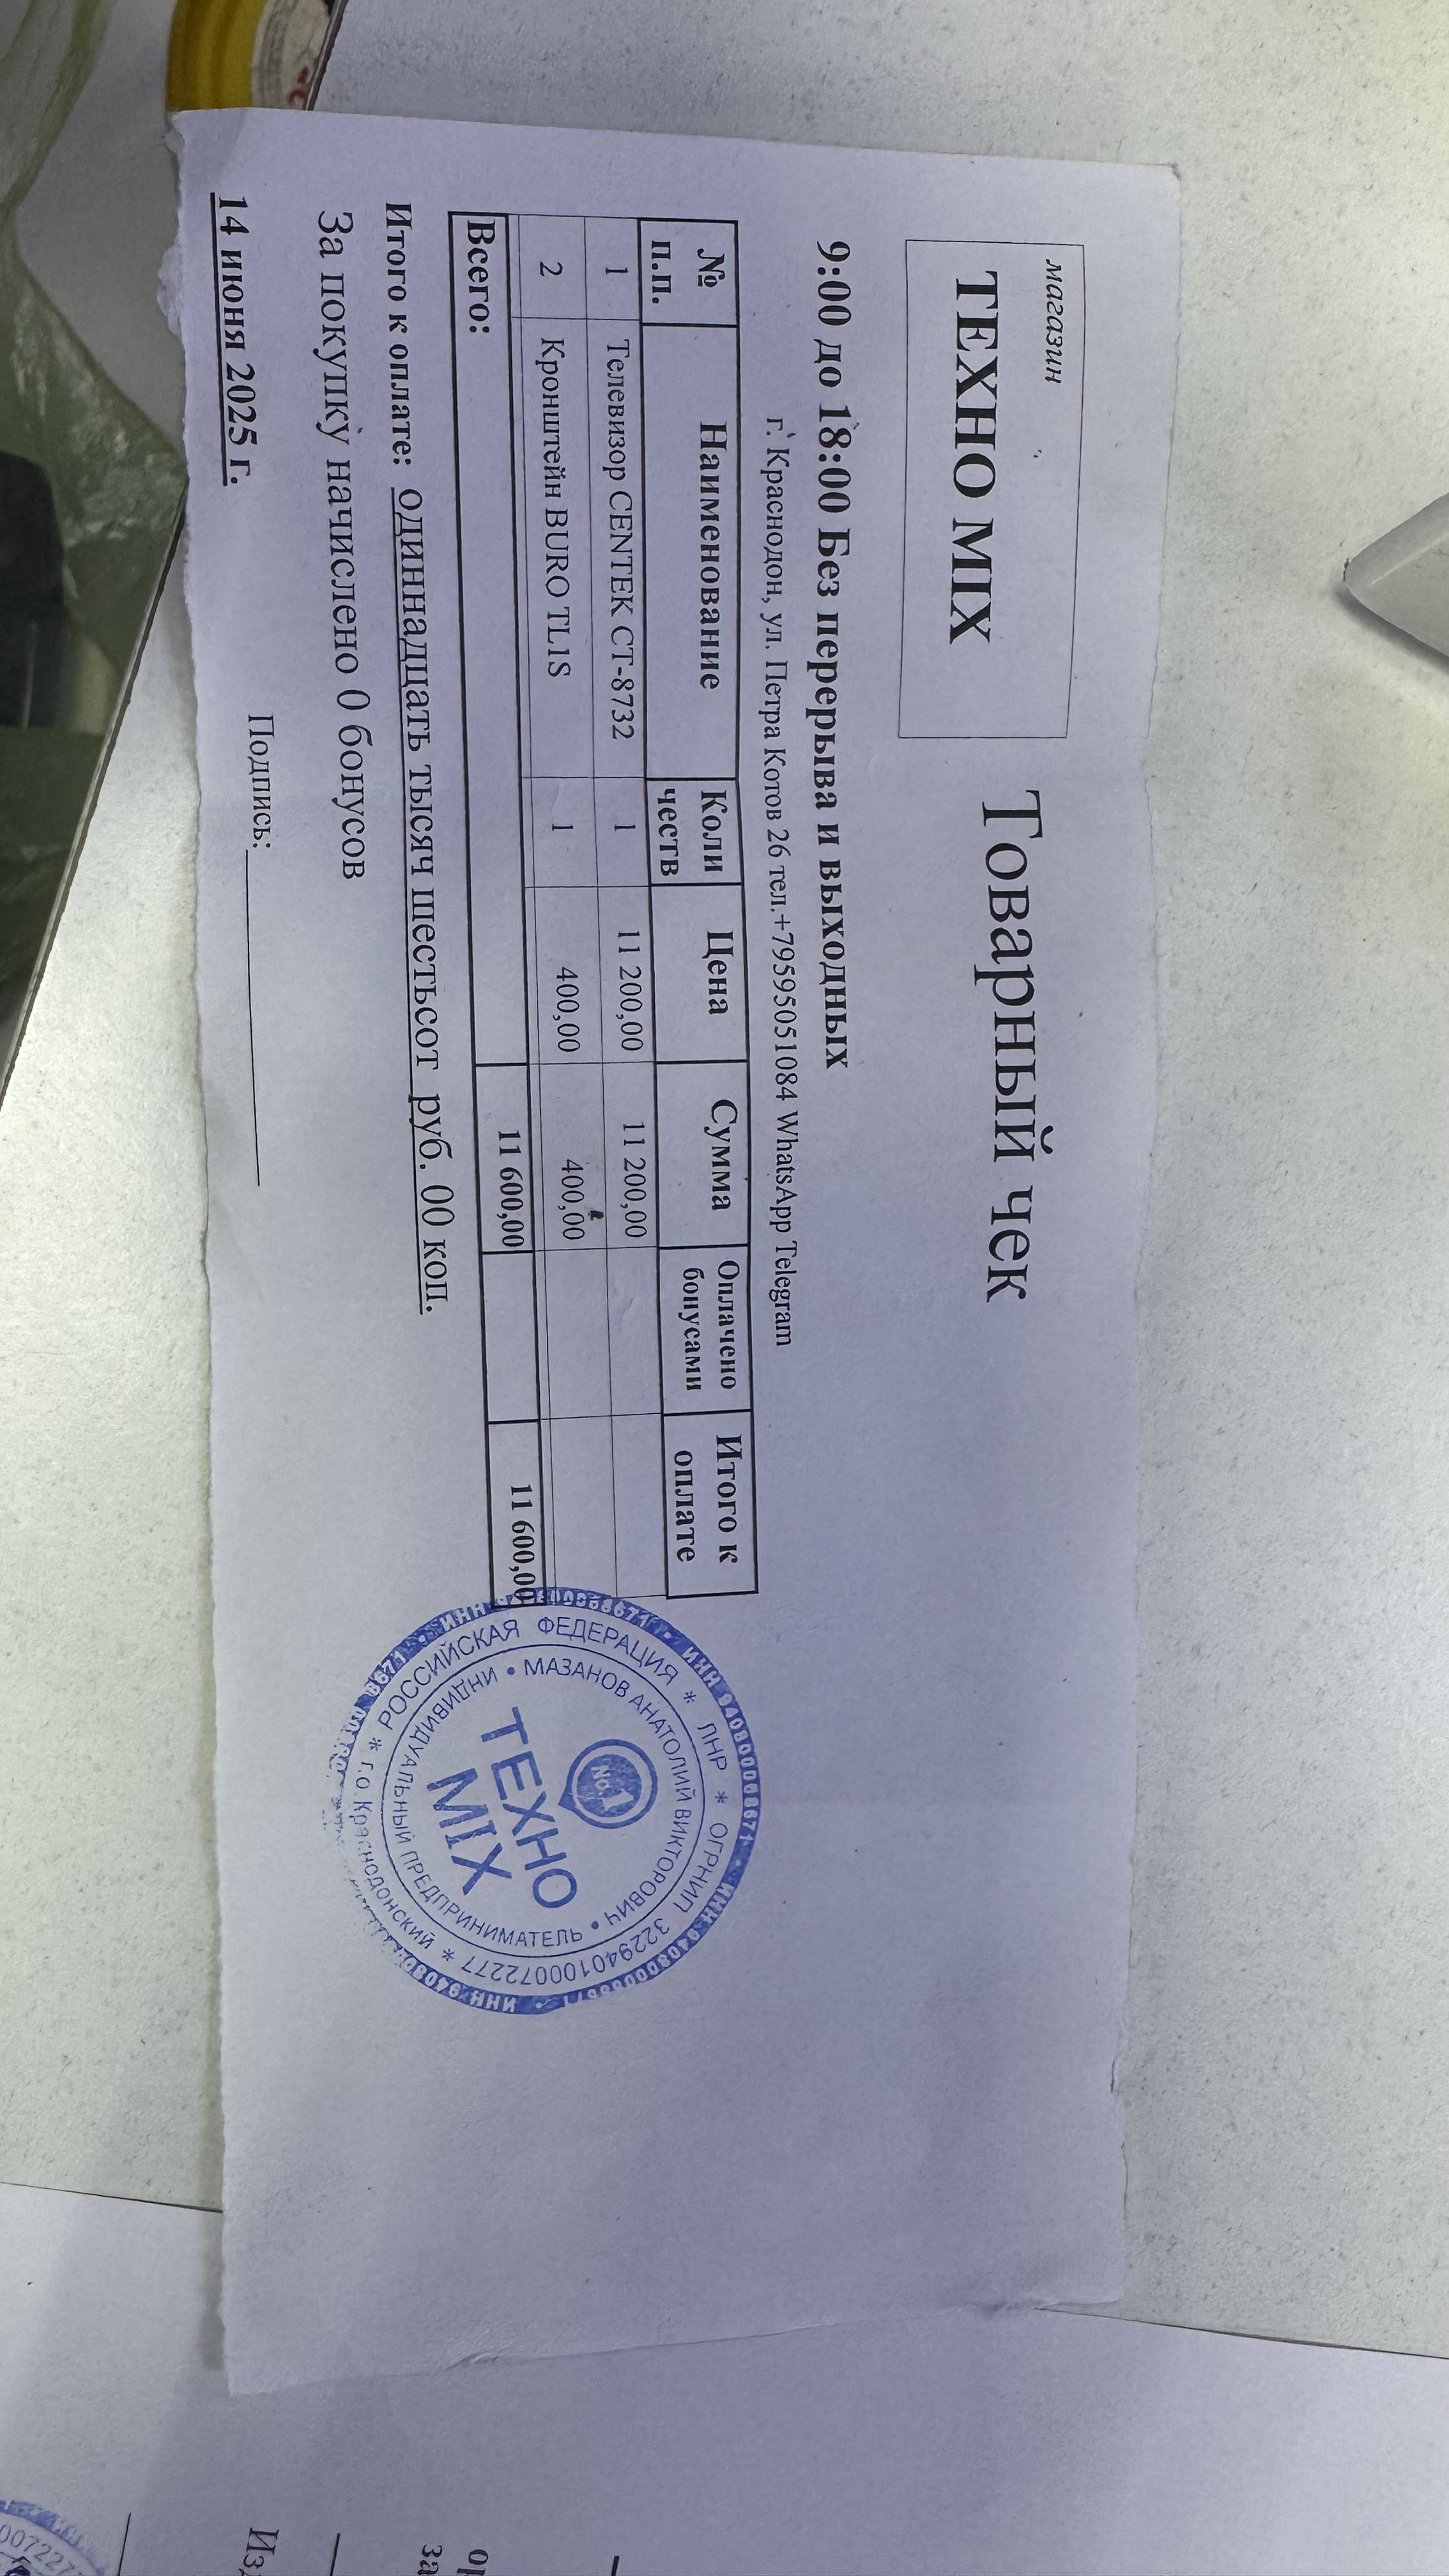 магазин
ТЕХНО MIX
Товарный чек
9:00 до 18:00 Без перерыва и выходных
г. Краснодон, ул. Петра Котов 26 тел.+79595051084 WhatsApp Telegram
№ п.п. Наименование Коли честв Цена Сумма Оплачено бонусами Итого к оплате
1 Телевизор CENTEK CT-8732 1 11 200,00 11 200,00
2 Кронштейн BURO TL1S 1 400,00 400,00
Всего: 11 600,00 11 600,00
Итого к оплате: одиннадцать тысяч шестьсот руб. 00 коп.
За покупку начислено 0 бонусов
14 июня 2025 г.
Подпись:
* РОССИЙСКАЯ ФЕДЕРАЦИЯ * ЛНР * ОГРНИП 322940100072277 * г.о. Краснодонский
ИНДИВИДУАЛЬНЫЙ ПРЕДПРИНИМАТЕЛЬ • МАЗАНОВ АНАТОЛИЙ ВИКТОРОВИЧ •
№1
ТЕХНО
MIX